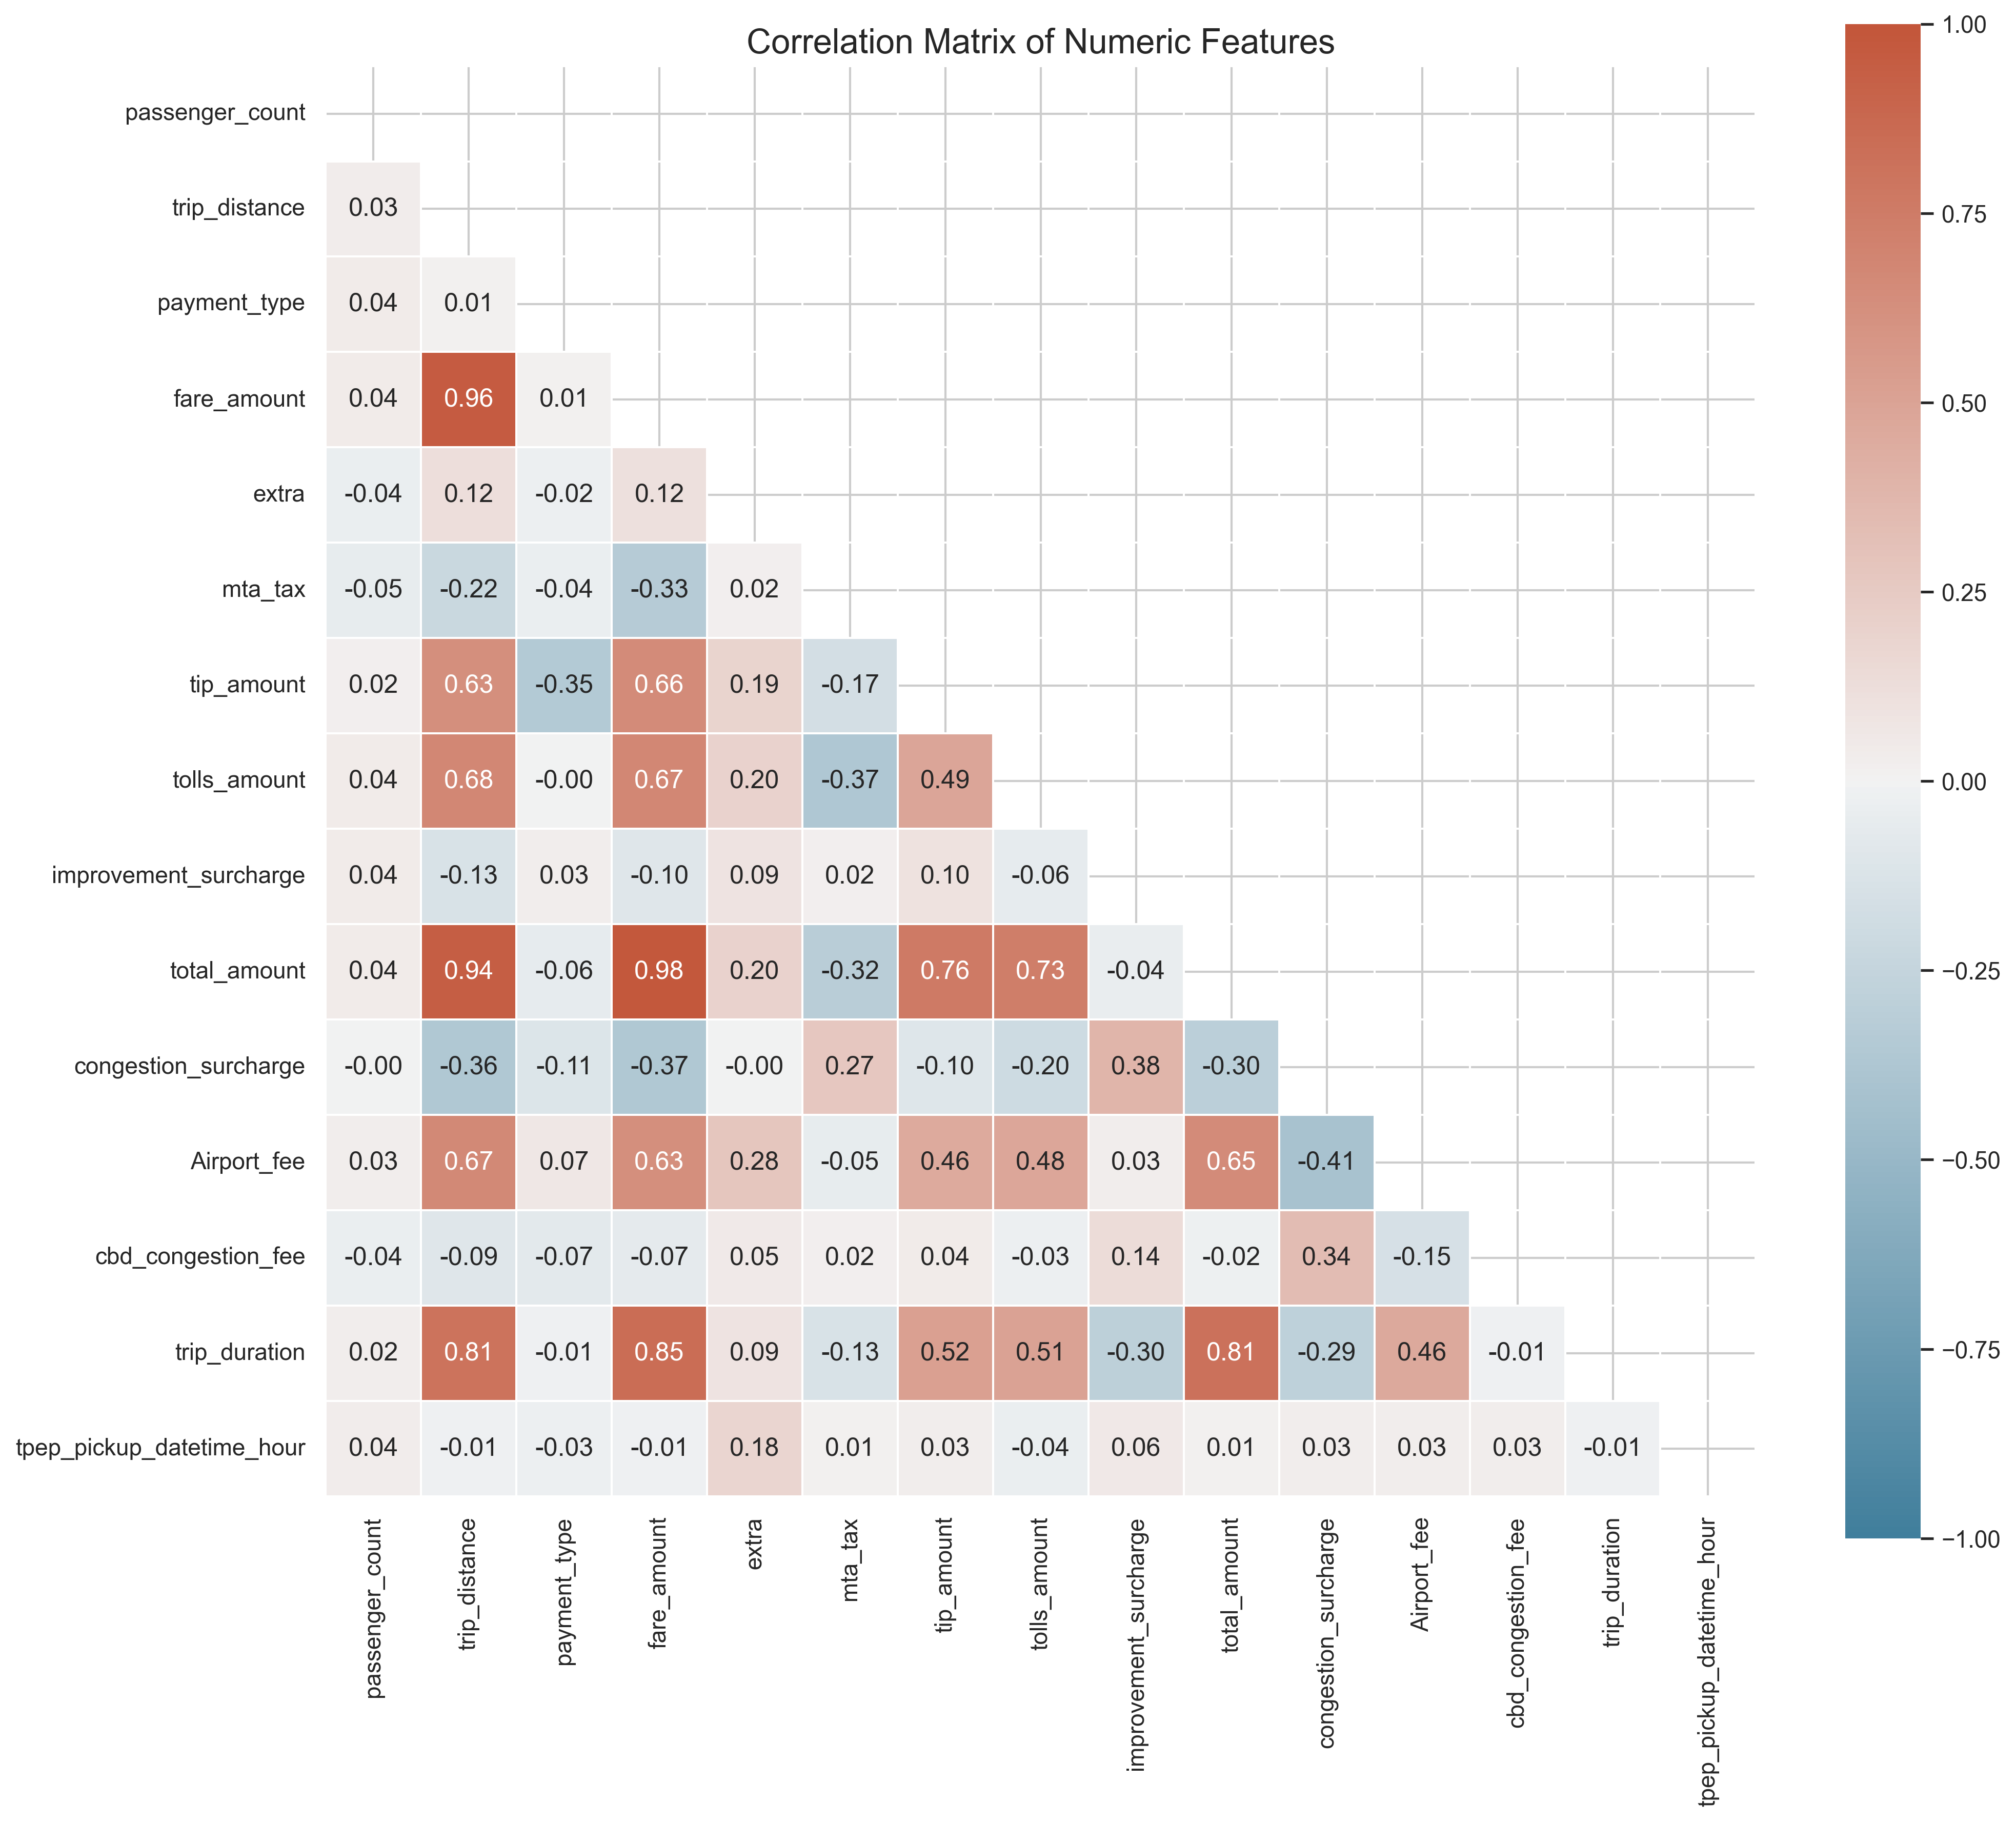 Correlation Matrix of Numeric Features
passenger_count
trip_distance 0.03
payment_type 0.04 0.01
fare_amount 0.04 0.96 0.01
extra -0.04 0.12 -0.02 0.12
mta_tax -0.05 -0.22 -0.04 -0.33 0.02
tip_amount 0.02 0.63 -0.35 0.66 0.19 -0.17
tolls_amount 0.04 0.68 -0.00 0.67 0.20 -0.37 0.49
improvement_surcharge 0.04 -0.13 0.03 -0.10 0.09 0.02 0.10 -0.06
total_amount 0.04 0.94 -0.06 0.98 0.20 -0.32 0.76 0.73 -0.04
congestion_surcharge -0.00 -0.36 -0.11 -0.37 -0.00 0.27 -0.10 -0.20 0.38 -0.30
Airport_fee 0.03 0.67 0.07 0.63 0.28 -0.05 0.46 0.48 0.03 0.65 -0.41
cbd_congestion_fee -0.04 -0.09 -0.07 -0.07 0.05 0.02 0.04 -0.03 0.14 -0.02 0.34 -0.15
trip_duration 0.02 0.81 -0.01 0.85 0.09 -0.13 0.52 0.51 -0.30 0.81 -0.29 0.46 -0.01
tpep_pickup_datetime_hour 0.04 -0.01 -0.03 -0.01 0.18 0.01 0.03 -0.04 0.06 0.01 0.03 0.03 0.03 -0.01
passenger_count
trip_distance
payment_type
fare_amount
extra
mta_tax
tip_amount
tolls_amount
improvement_surcharge
total_amount
congestion_surcharge
Airport_fee
cbd_congestion_fee
trip_duration
tpep_pickup_datetime_hour
1.00
0.75
0.50
0.25
0.00
−0.25
−0.50
−0.75
−1.00